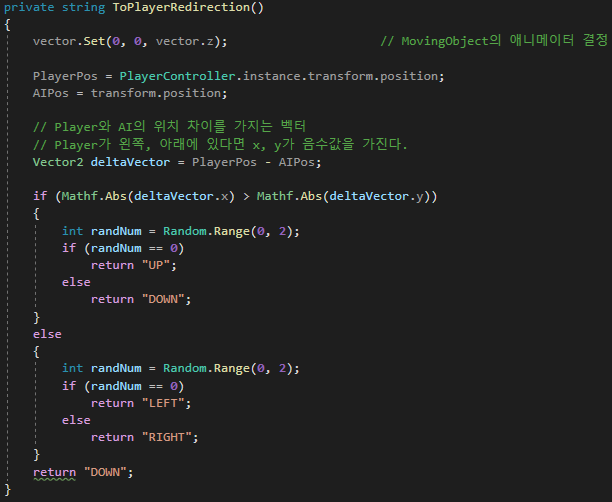 private string ToPlayerRedirection()
{
    vector.Set(0, 0, vector.z);                    // MovingObject의 애니메이터 결정

    PlayerPos = PlayerController.instance.transform.position;
    AIPos = transform.position;

    // Player와 AI의 위치 차이를 가지는 벡터
    // Player가 왼쪽, 아래에 있다면 x, y가 음수값을 가진다.
    Vector2 deltaVector = PlayerPos - AIPos;

    if (Mathf.Abs(deltaVector.x) > Mathf.Abs(deltaVector.y))
    {
        int randNum = Random.Range(0, 2);
        if (randNum == 0)
            return "UP";
        else
            return "DOWN";
    }
    else
    {
        int randNum = Random.Range(0, 2);
        if (randNum == 0)
            return "LEFT";
        else
            return "RIGHT";
    }
    return "DOWN";
}